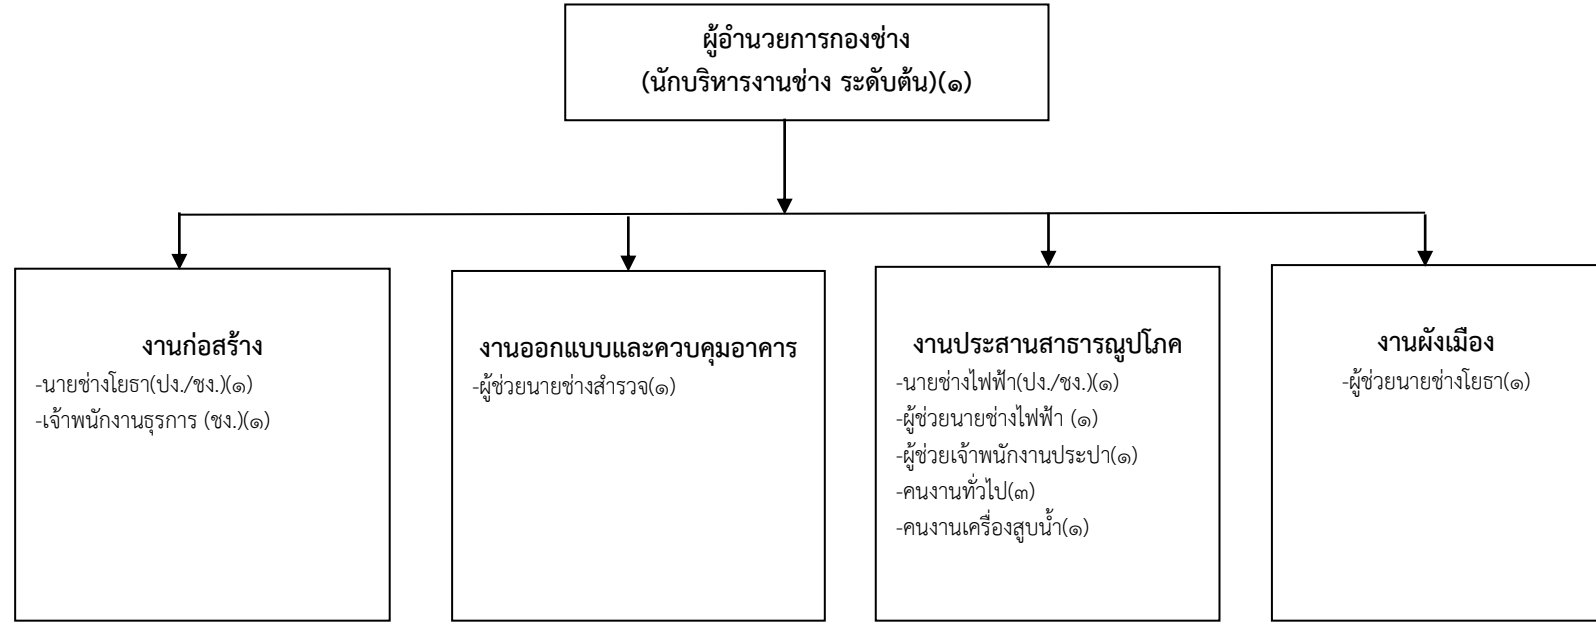 ผู้อำนวยการกองช่าง
(นักบริหารงานช่าง ระดับต้น)(๑)
งานก่อสร้าง
-นายช่างโยธา(ปง./ชง.)(๑)
-เจ้าพนักงานธุรการ (ชง.)(๑)
งานออกแบบและควบคุมอาคาร
-ผู้ช่วยนายช่างสำรวจ(๑)
งานประสานสาธารณูปโภค
-นายช่างไฟฟ้า(ปง./ชง.)(๑)
-ผู้ช่วยนายช่างไฟฟ้า (๑)
-ผู้ช่วยเจ้าพนักงานประปา(๑)
-คนงานทั่วไป(๓)
-คนงานเครื่องสูบน้ำ(๑)
งานผังเมือง
-ผู้ช่วยนายช่างโยธา(๑)